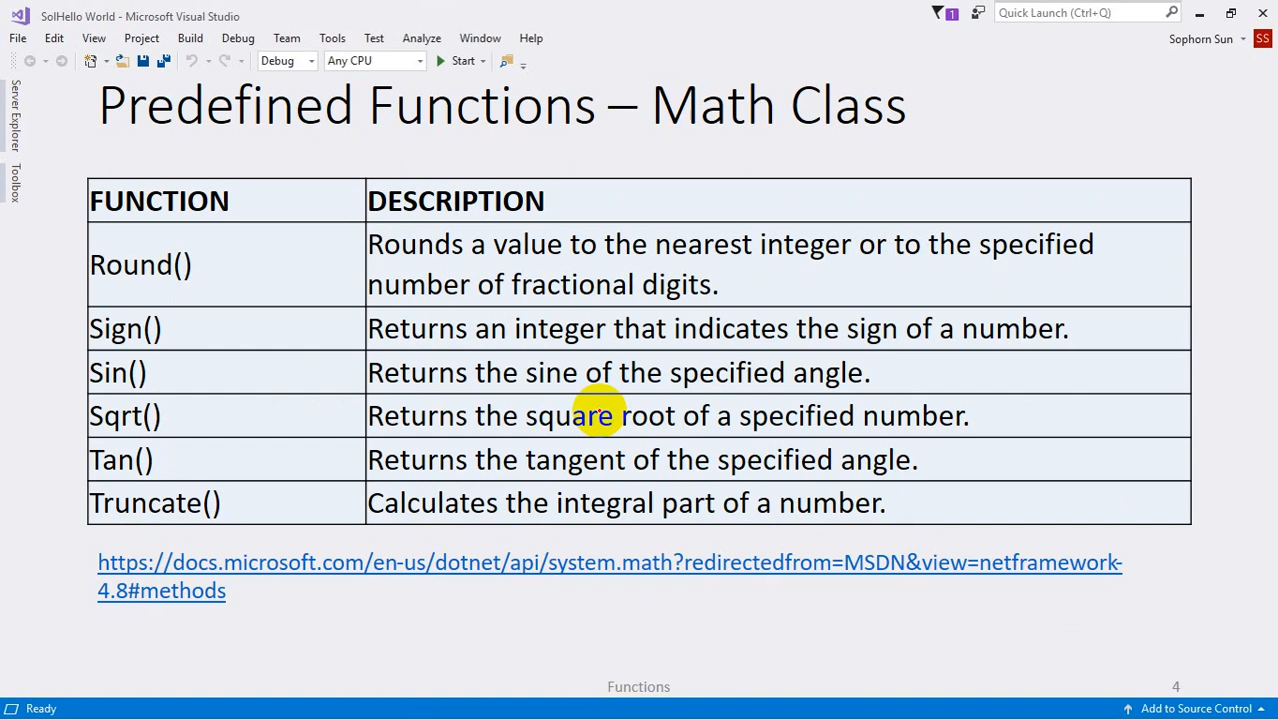 SolHello World - Microsoft Visual Studio
1
Quick Launch (Ctrl+Q)
File Edit View Project Build Debug Team Tools Test Analyze Window Help
Sophorn Sun SS
Debug Any CPU Start
Server Explorer
Toolbox
Predefined Functions – Math Class
FUNCTION DESCRIPTION
Round() Rounds a value to the nearest integer or to the specified
number of fractional digits.
Sign() Returns an integer that indicates the sign of a number.
Sin() Returns the sine of the specified angle.
Sqrt() Returns the square root of a specified number.
Tan() Returns the tangent of the specified angle.
Truncate() Calculates the integral part of a number.
https://docs.microsoft.com/en-us/dotnet/api/system.math?redirectedfrom=MSDN&view=netframework-
4.8#methods
Functions 4
Ready Add to Source Control